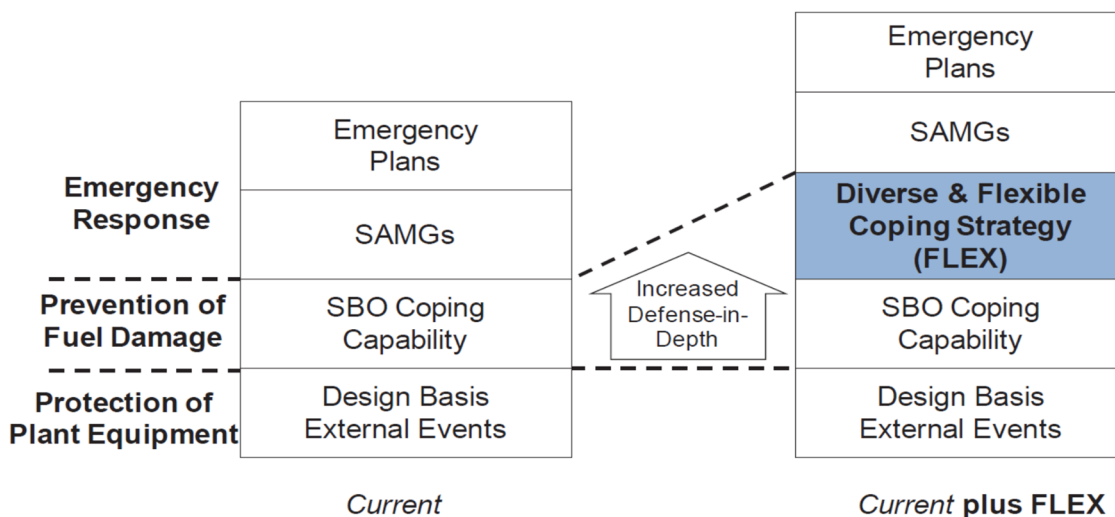 Emergency
Response
Prevention of
Fuel Damage
Protection of
Plant Equipment
Emergency
Plans
SAMGs
SBO Coping
Capability
Design Basis
External Events
Current
Increased
Defense-in-
Depth
Emergency
Plans
SAMGs
Diverse & Flexible
Coping Strategy
(FLEX)
SBO Coping
Capability
Design Basis
External Events
Current plus FLEX